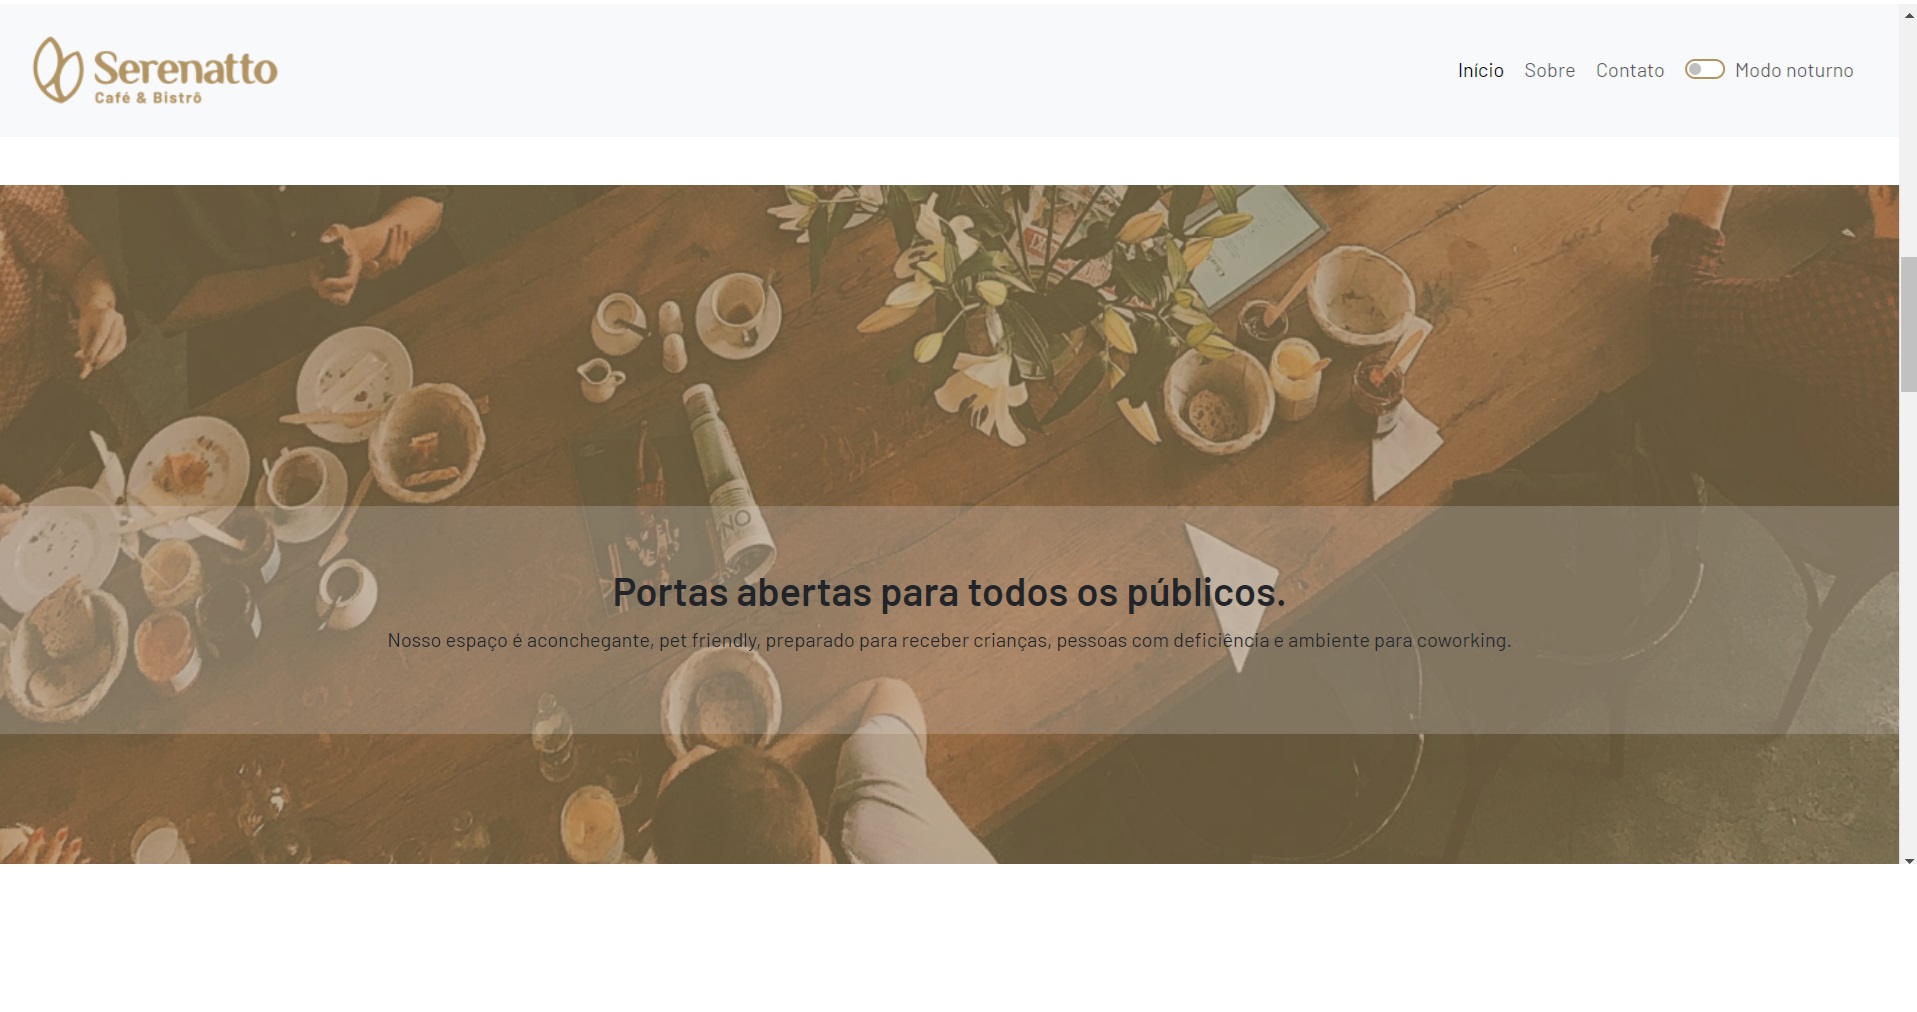 Serenatto
Café & Bistrô
Início Sobre Contato Modo noturno
NO
Portas abertas para todos os públicos.
Nosso espaço é aconchegante, pet friendly, preparado para receber crianças, pessoas com deficiência e ambiente para coworking.